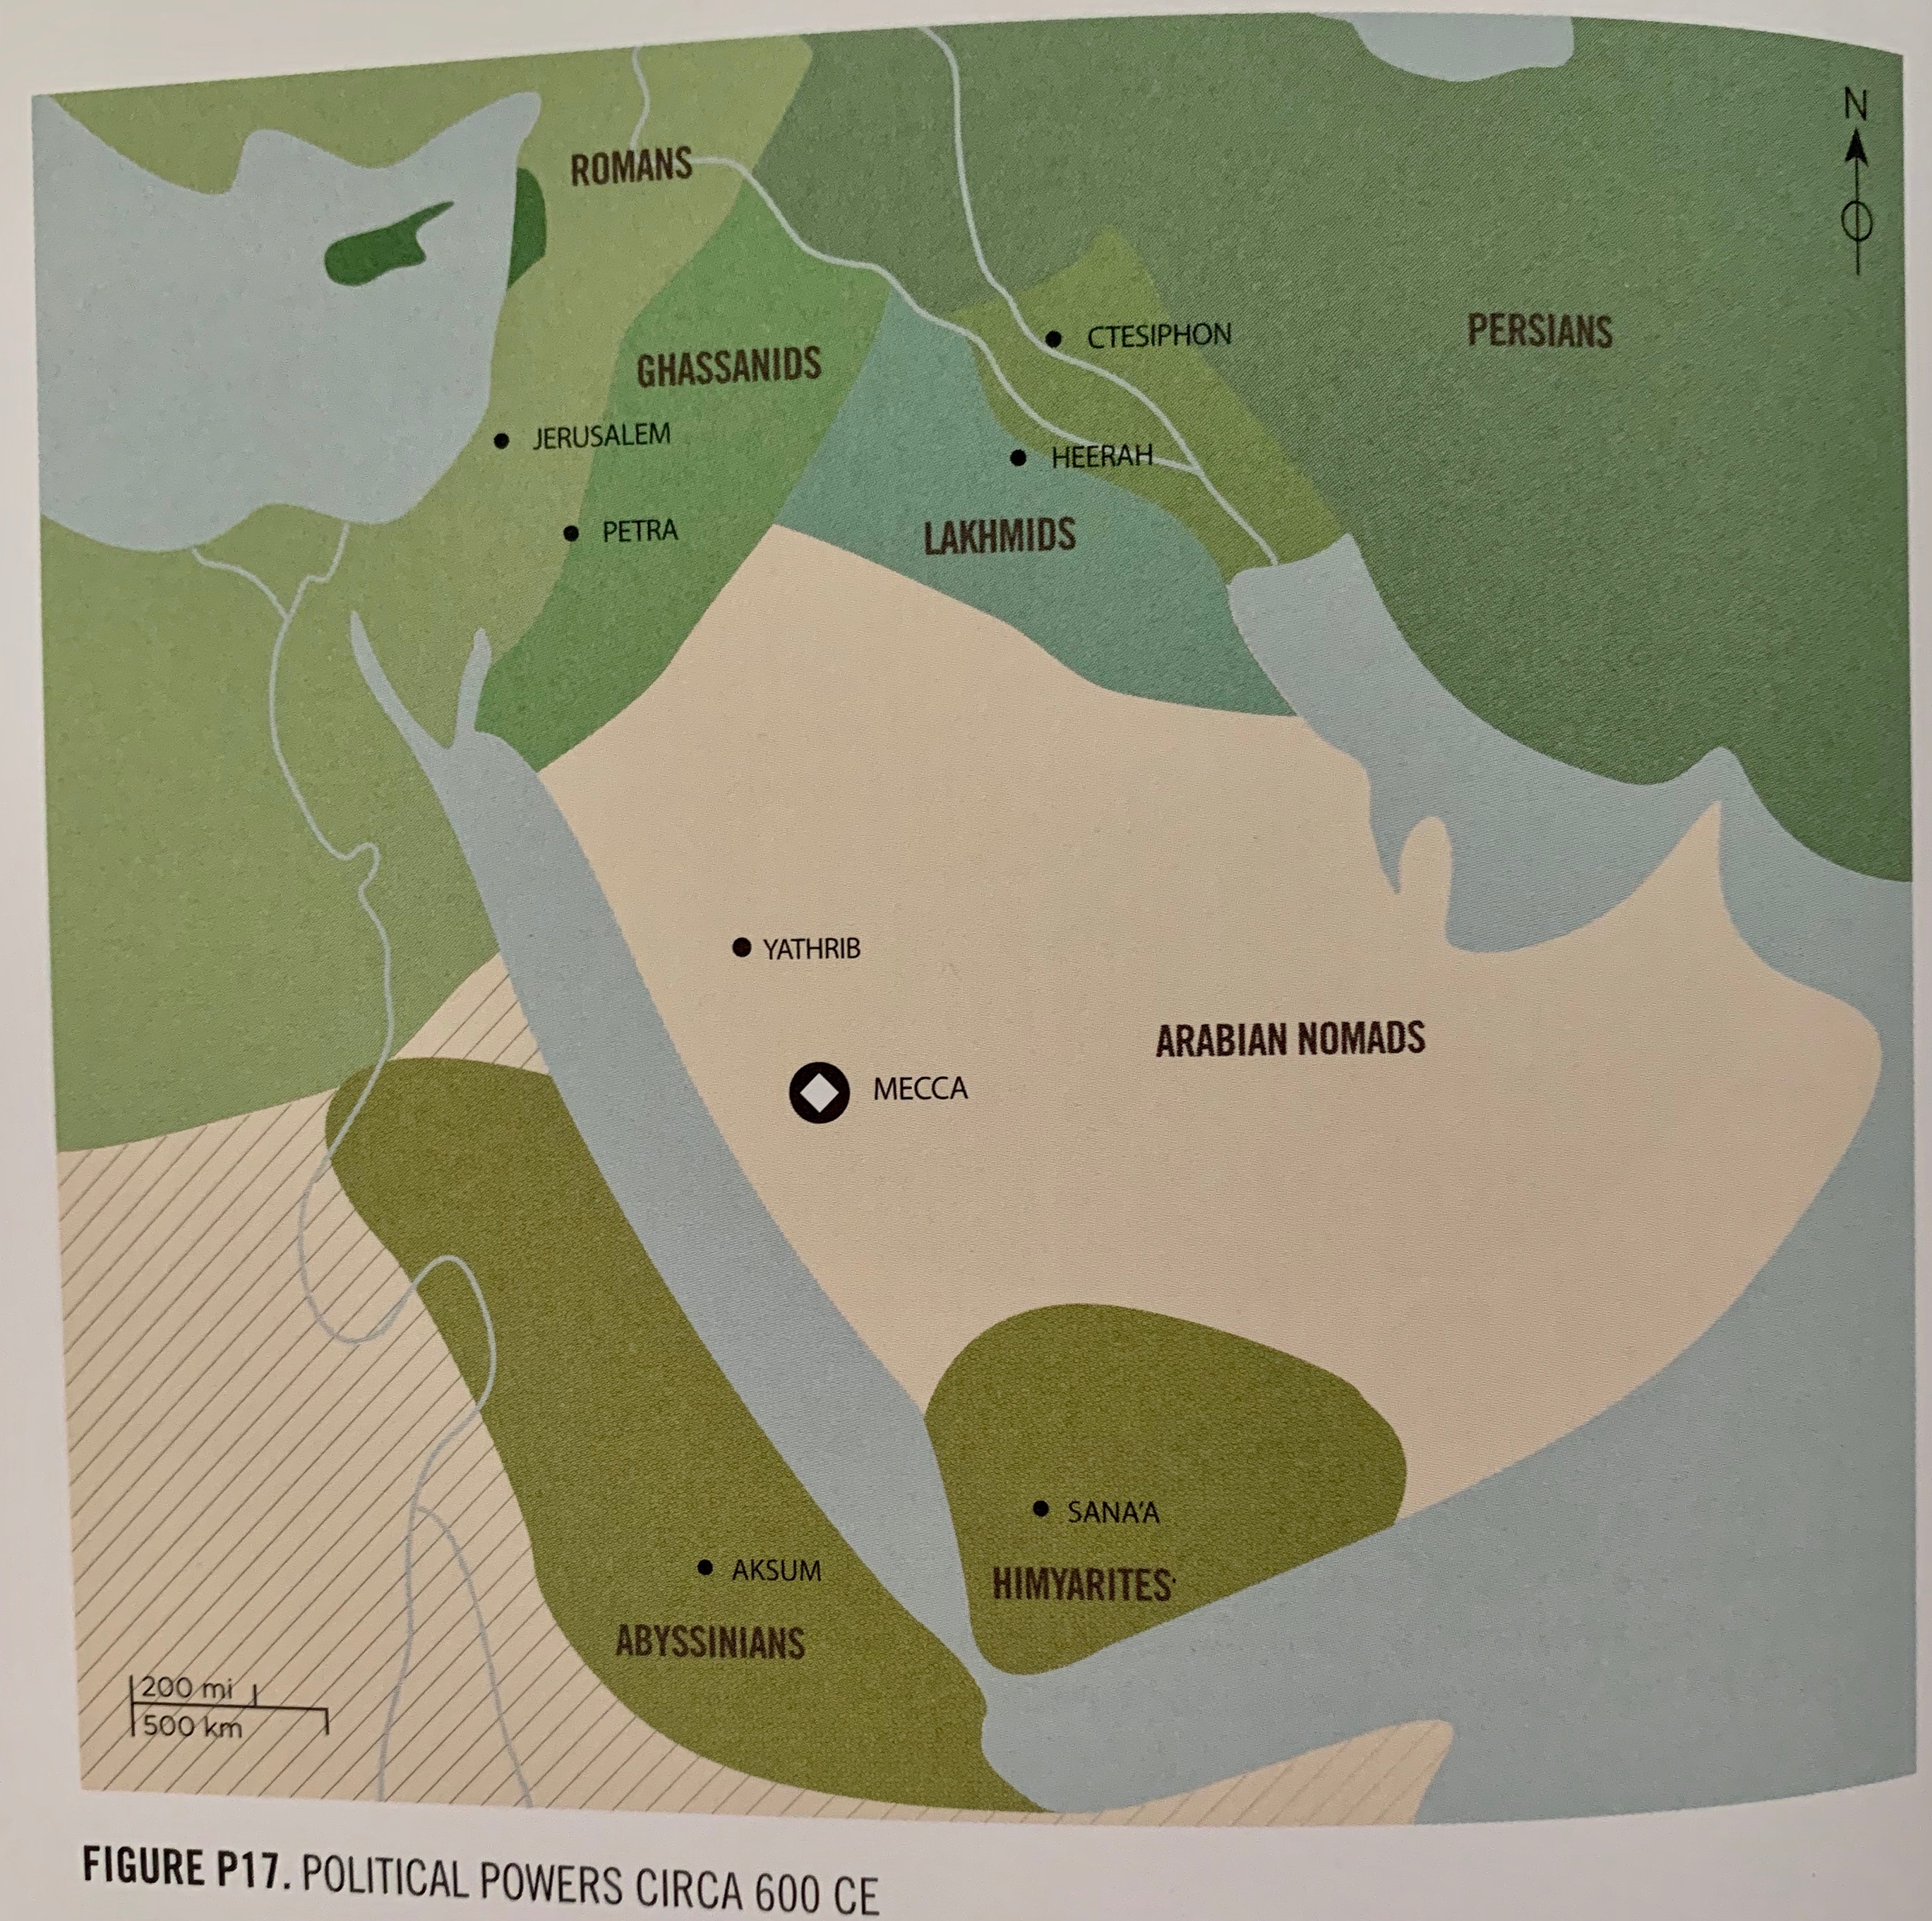 N
ROMANS
PERSIANS
CTESIPHON
GHASSANIDS
JERUSALEM
HEERAH
PETRA
LAKHMIDS
YATHRIB
ARABIAN NOMADS
MECCA
SANA'A
AKSUM
HIMYARITES
ABYSSINIANS
200 mi
500 km
FIGURE P17. POLITICAL POWERS CIRCA 600 CE